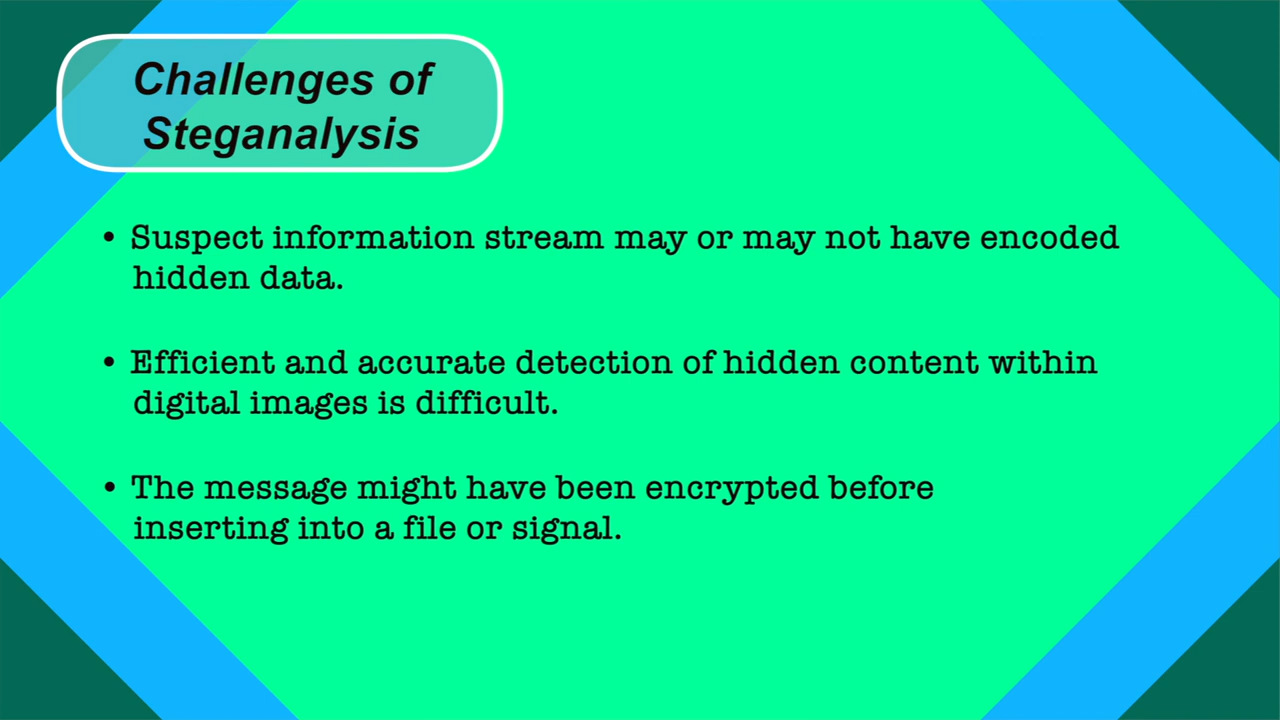 Challenges of
Steganalysis
• Suspect information stream may or may not have encoded
hidden data.
• Efficient and accurate detection of hidden content within
digital images is difficult.
• The message might have been encrypted before
inserting into a file or signal.